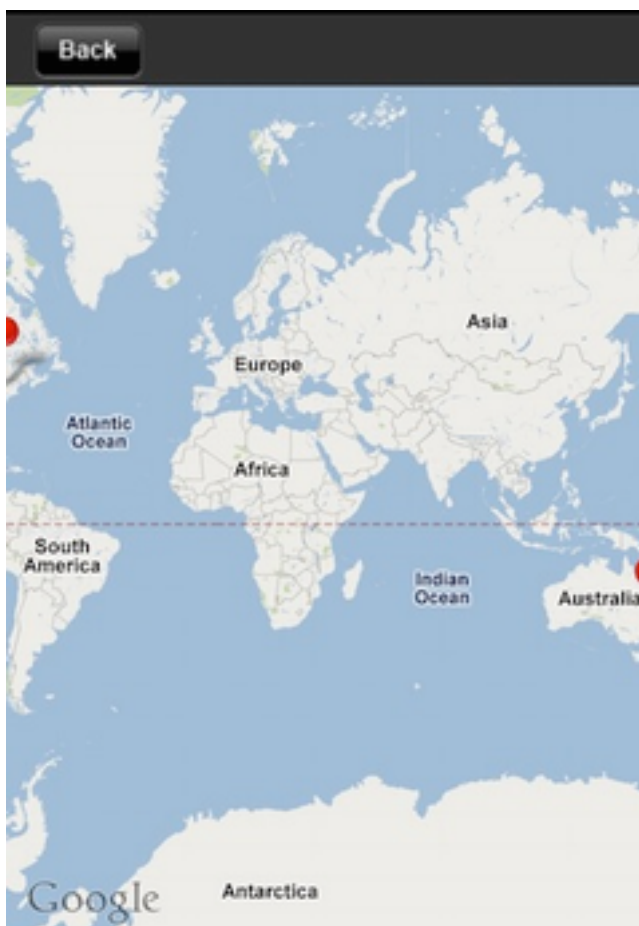 Back
Asia
Europe
Atlantic
Ocean
Africa
South
America
Indian
Ocean
Australia
Google
Antarctica